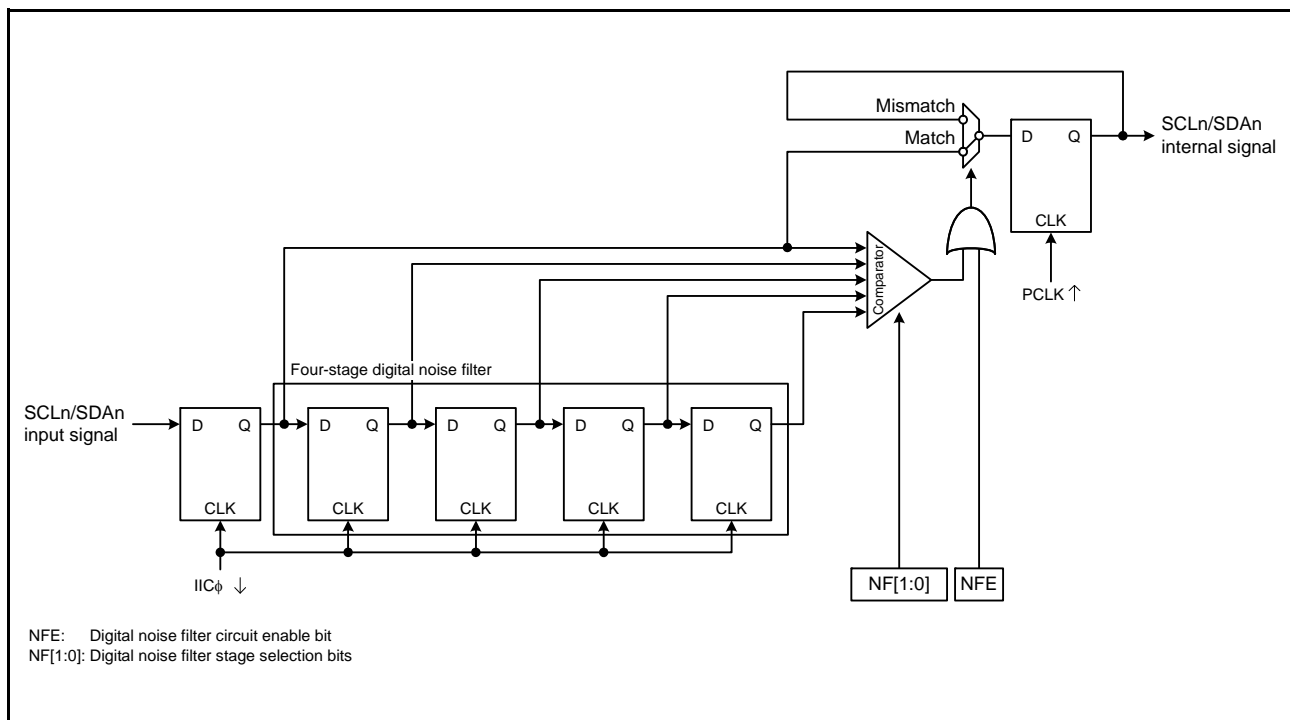 Mismatch
Match
D Q
CLK
PCLK ↑
SCLn/SDAn
internal signal
Comparator
Four-stage digital noise filter
SCLn/SDAn
input signal
D Q
CLK
D Q
CLK
D Q
CLK
D Q
CLK
D Q
CLK
IICφ ↓
NF[1:0]
NFE
NFE: Digital noise filter circuit enable bit
NF[1:0]: Digital noise filter stage selection bits